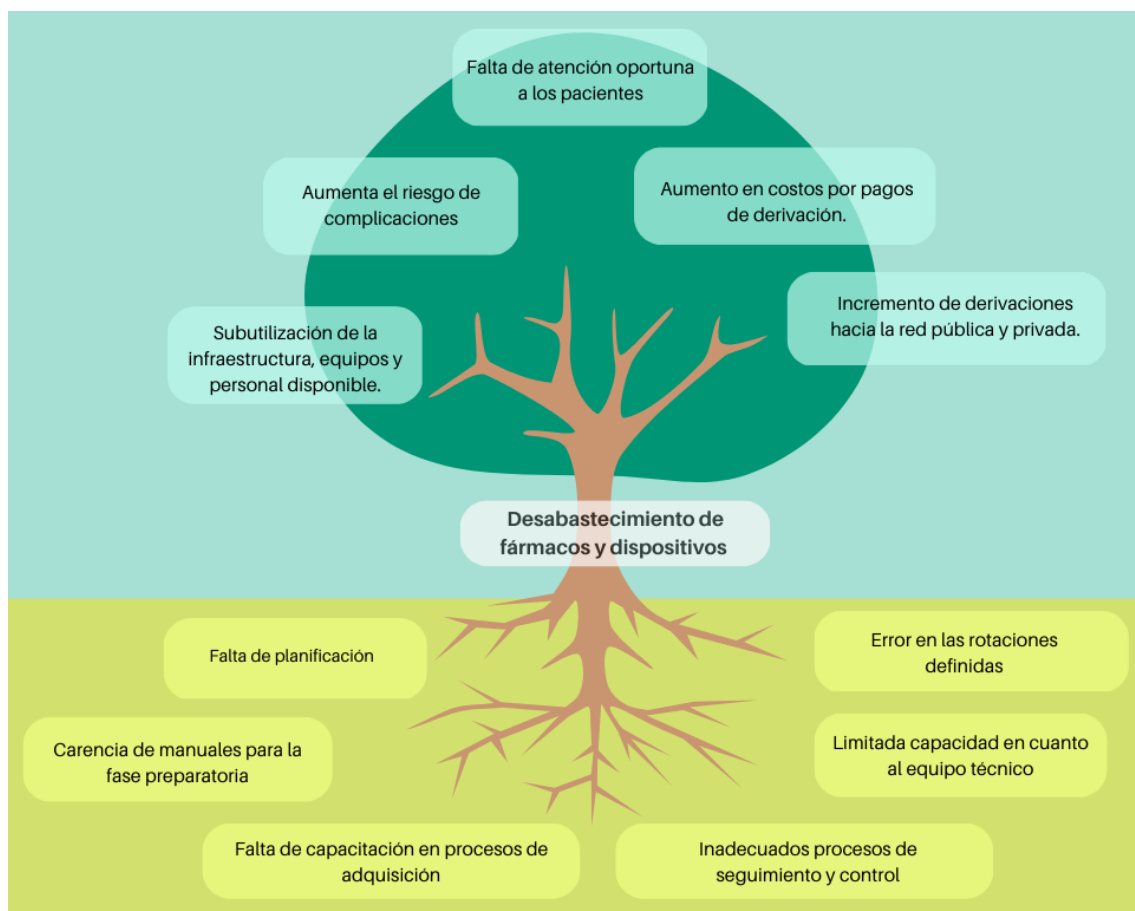 Falta de atención oportuna
a los pacientes
Aumenta el riesgo de
complicaciones
Aumento en costos por pagos
de derivación.
Subutilización de la
infraestructura, equipos y
personal disponible.
Incremento de derivaciones
hacia la red pública y privada.
Desabastecimiento de
fármacos y dispositivos
Falta de planificación
Error en las rotaciones
definidas
Carencia de manuales para la
fase preparatoria
Limitada capacidad en cuanto
al equipo técnico
Falta de capacitación en procesos de
adquisición
Inadecuados procesos de
seguimiento y control